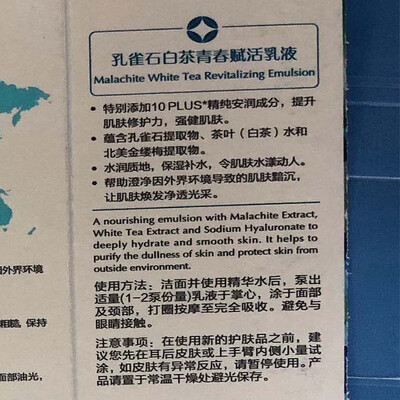 孔雀石白茶青春赋活乳液
Malachite White Tea Revitalizing Emulsion
• 特别添加10 PLUS*精纯安润成分，提升
肌肤修护力，强健肌肤。
• 蕴含孔雀石提取物、茶叶（白茶）水和
北美金缕梅提取物。
• 水润质地，保湿补水，令肌肤水漾动人。
• 帮助澄净因外界环境导致的肌肤黯沉，
让肌肤焕发净透光采。
A nourishing emulsion with Malachite Extract,
White Tea Extract and Sodium Hyaluronate to
deeply hydrate and smooth skin. It helps to
purify the dullness of skin and protect skin from
outside environment.
使用方法：洁面并使用精华水后，泵出
适量(1-2泵份量)乳液于掌心，涂于面部
及颈部，打圈按摩至完全吸收。避免与
眼睛接触。
注意事项：在使用新的护肤品之前，建
议您先在耳后皮肤或上手臂内侧小量试
涂，如皮肤有异常反应，请暂停使用。产
品请置于常温干燥处避光保存。
外界环境
粗糙，保持
面部油光，